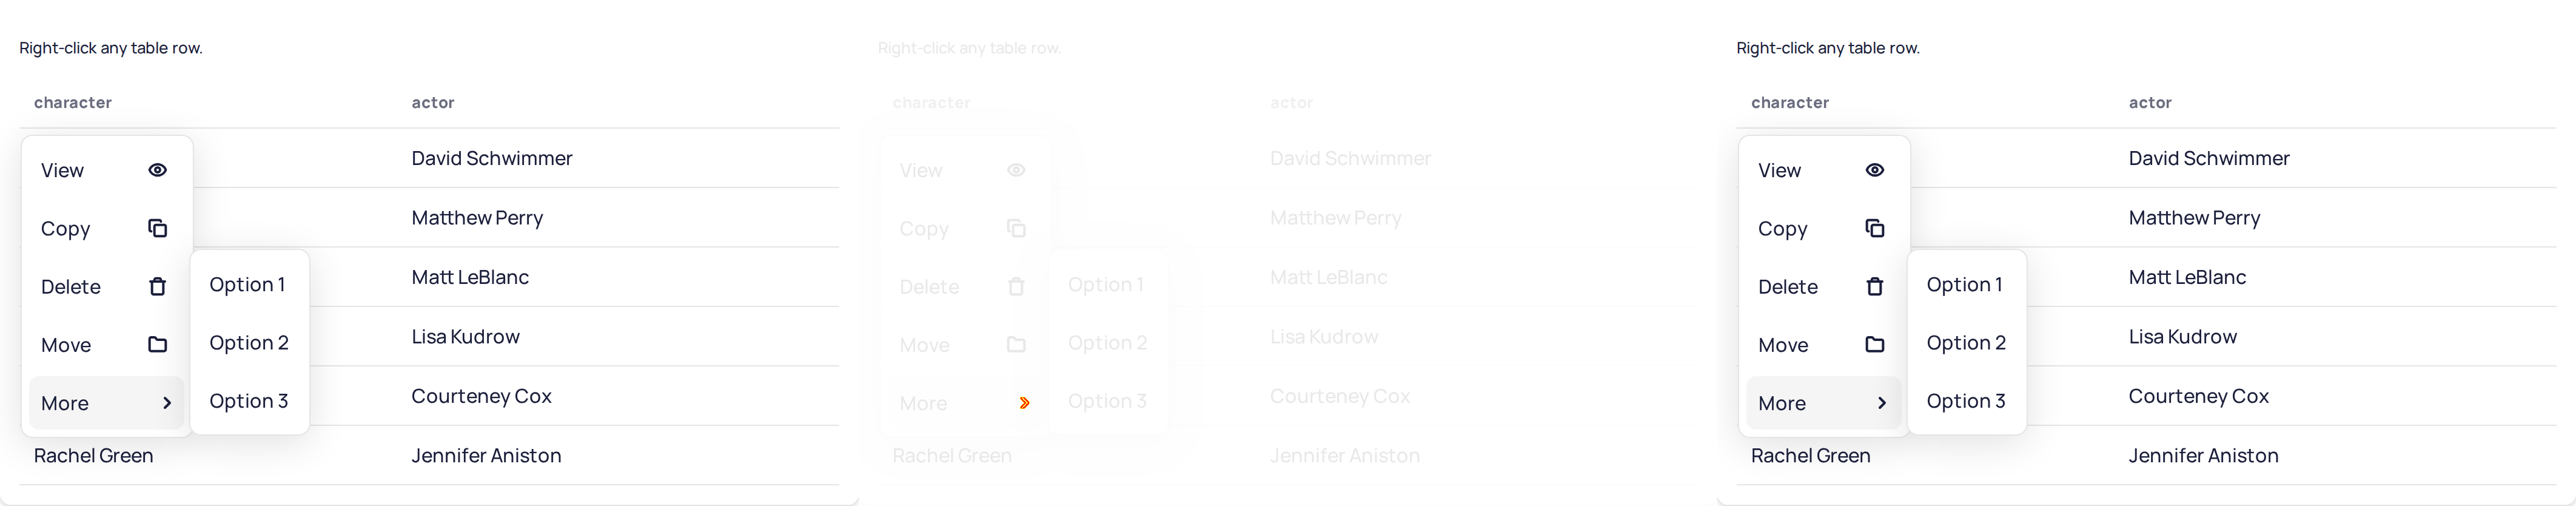 Right-click any table row.
character actor
View
David Schwimmer
Copy
Matthew Perry
Delete
Option 1
Matt LeBlanc
Move
Option 2
Lisa Kudrow
More
Option 3
Courteney Cox
Rachel Green Jennifer Aniston
Right-click any table row.
character actor
View
David Schwimmer
Copy
Matthew Perry
Delete
Option 1
Matt LeBlanc
Move
Option 2
Lisa Kudrow
More
Option 3
Courteney Cox
Rachel Green Jennifer Aniston
Right-click any table row.
character actor
View
David Schwimmer
Copy
Matthew Perry
Delete
Option 1
Matt LeBlanc
Move
Option 2
Lisa Kudrow
More
Option 3
Courteney Cox
Rachel Green Jennifer Aniston